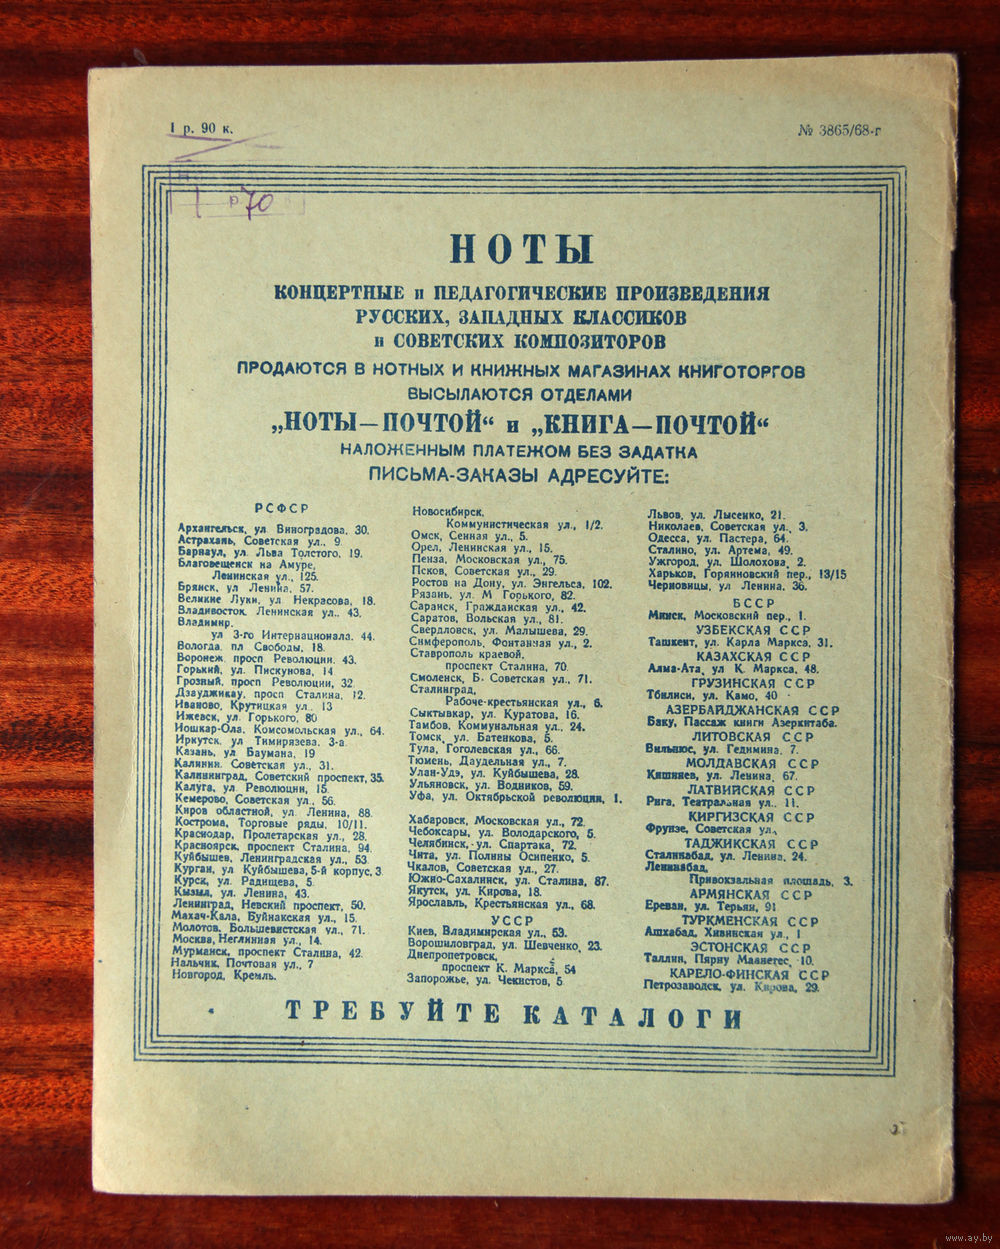 1 р. 90 к.
№ 3865/68-г
р 70
НОТЫ
КОНЦЕРТНЫЕ и ПЕДАГОГИЧЕСКИЕ ПРОИЗВЕДЕНИЯ
РУССКИХ, ЗАПАДНЫХ КЛАССИКОВ
и СОВЕТСКИХ КОМПОЗИТОРОВ
ПРОДАЮТСЯ В НОТНЫХ И КНИЖНЫХ МАГАЗИНАХ КНИГОТОРГОВ
ВЫСЫЛАЮТСЯ ОТДЕЛАМИ
„НОТЫ—ПОЧТОЙ“ и „КНИГА—ПОЧТОЙ“
НАЛОЖЕННЫМ ПЛАТЕЖОМ БЕЗ ЗАДАТКА
ПИСЬМА-ЗАКАЗЫ АДРЕСУЙТЕ:
РСФСР
Архангельск, ул Виноградова, 30.
Астрахань, Советская ул., 9
Барнаул, ул. Льва Толстого, 19.
Благовещенск на Амуре,
Ленинская ул., 125.
Брянск, ул Ленина, 57.
Великие Луки, ул Некрасова, 18.
Владивосток, Ленинская ул.. 43.
Владимир,
ул 3-го Интернационала, 44.
Вологда, пл Свободы, 18.
Воронеж, просп Революции, 43.
Горький, ул. Пискунова, 14
Грозный, просп Революции, 32
Дзауджикау, просп Сталина, 12.
Иваново, Крутицкая ул.. 13
Ижевск, ул Горького, 80
Йошкар-Ола, Комсомольская ул., 64.
Иркутск, ул Тимирязева, 3-а
Казань, ул Баумана, 19
Калинин, Советская ул., 31.
Калининград, Советский проспект, 35.
Калуга, ул Революции, 15.
Кемерово, Советская ул., 56.
Киров областной, ул Ленина, 88
Кострома, Торговые ряды, 10/11.
Краснодар, Пролетарская ул., 28
Красноярск, проспект Сталина, 94
Куйбышев, Ленинградская ул., 53
Курган, ул Куйбышева, 5-й корпус, 3
Курск, ул. Радищева, 5
Кызыл, ул Ленина, 43.
Ленинград, Невский проспект, 50.
Махач-Кала, Буйнакская ул., 15.
Молотов, Большевистская ул., 71.
Москва, Неглинная ул., 14.
Мурманск, проспект Сталина, 42.
Нальчик, Почтовая ул., 7
Новгород, Кремль.
Новосибирск,
Коммунистическая ул., 1/2.
Омск, Сенная ул., 5.
Орел, Ленинская ул., 15.
Пенза, Московская ул., 75.
Псков, Советская ул., 29.
Ростов на Дону, ул. Энгельса, 102.
Рязань, ул. М Горького, 82.
Саранск, Гражданская ул., 42.
Саратов, Вольская ул., 81.
Свердловск, ул. Малышева, 29.
Симферополь, Фонтанная ул., 2.
Ставрополь краевой,
проспект Сталина, 70.
Смоленск, Б. Советская ул., 71.
Сталинград,
Рабоче-крестьянская ул., 6.
Сыктывкар, ул. Куратова, 16.
Тамбов, Коммунальная ул., 24.
Томск, ул. Батенкова, 5.
Тула, Гоголевская ул., 66.
Тюмень, Даудельная ул., 7.
Улан-Удэ, ул. Куйбышева, 28.
Ульяновск, ул. Водников, 59.
Уфа, ул. Октябрьской революции, 1.
Хабаровск, Московская ул., 72.
Чебоксары, ул. Володарского, 5.
Челябинск, ул. Спартака, 72.
Чита, ул. Полины Осипенко, 5.
Чкалов, Советская ул., 27.
Южно-Сахалинск, ул. Сталина, 87.
Якутск, ул. Кирова, 18.
Ярославль, Крестьянская ул., 68.
УССР
Киев, Владимирская ул., 53.
Ворошиловград, ул. Шевченко, 23.
Днепропетровск,
проспект К. Маркса, 54
Запорожье, ул. Чекистов, 5
Львов, ул. Лысенко, 21.
Николаев, Советская ул., 3.
Одесса, ул. Пастера, 64.
Сталино, ул. Артема, 49.
Ужгород, ул. Шолохова, 2.
Харьков, Горяиновский пер., 13/15
Черновицы, ул Ленина, 36.
БССР
Минск, Московский пер., 1.
УЗБЕКСКАЯ ССР
Ташкент, ул. Карла Маркса, 31.
КАЗАХСКАЯ ССР
Алма-Ата, ул К. Маркса, 48.
ГРУЗИНСКАЯ ССР
Тбилиси, ул. Камо, 40
АЗЕРБАЙДЖАНСКАЯ ССР
Баку, Пассаж книги Азеркитаба.
ЛИТОВСКАЯ ССР
Вильнюс, ул. Гедимина, 7.
МОЛДАВСКАЯ ССР
Кишинев, ул. Ленина, 67.
ЛАТВИЙСКАЯ ССР
Рига, Театральная ул.. 11.
КИРГИЗСКАЯ ССР
Фрунзе, Советская ул.,
ТАДЖИКСКАЯ ССР
Сталинабад, ул. Ленина, 24.
Ленинабад,
Привокзальная площадь, 3.
АРМЯНСКАЯ ССР
Ереван, ул. Терьян, 91
ТУРКМЕНСКАЯ ССР
Ашхабад, Хивинская ул., 1
ЭСТОНСКАЯ ССР
Таллин, Пярну Маантеес, 10.
КАРЕЛО-ФИНСКАЯ ССР
Петрозаводск, ул. Кирова, 29.
ТРЕБУЙТЕ КАТАЛОГИ
www.ay.by